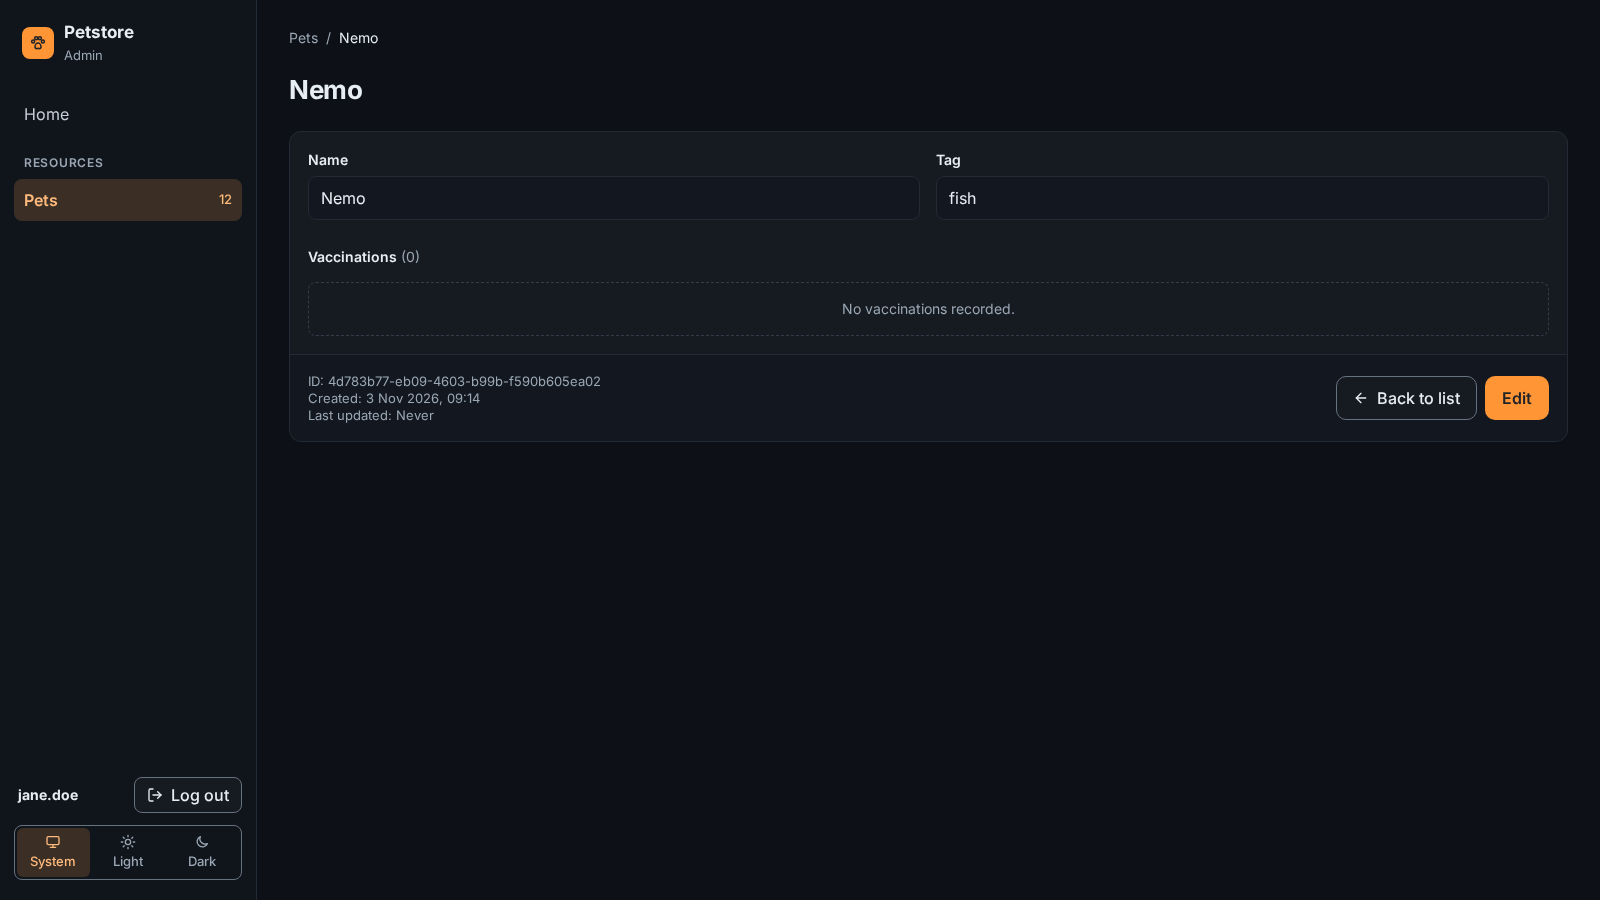 Petstore
Admin
Home
RESOURCES
Pets 12
jane.doe
Log out
System Light Dark
Pets / Nemo
Nemo
Name Tag
Nemo fish
Vaccinations (0)
No vaccinations recorded.
ID: 4d783b77-eb09-4603-b99b-f590b605ea02
Created: 3 Nov 2026, 09:14
Last updated: Never
Back to list Edit